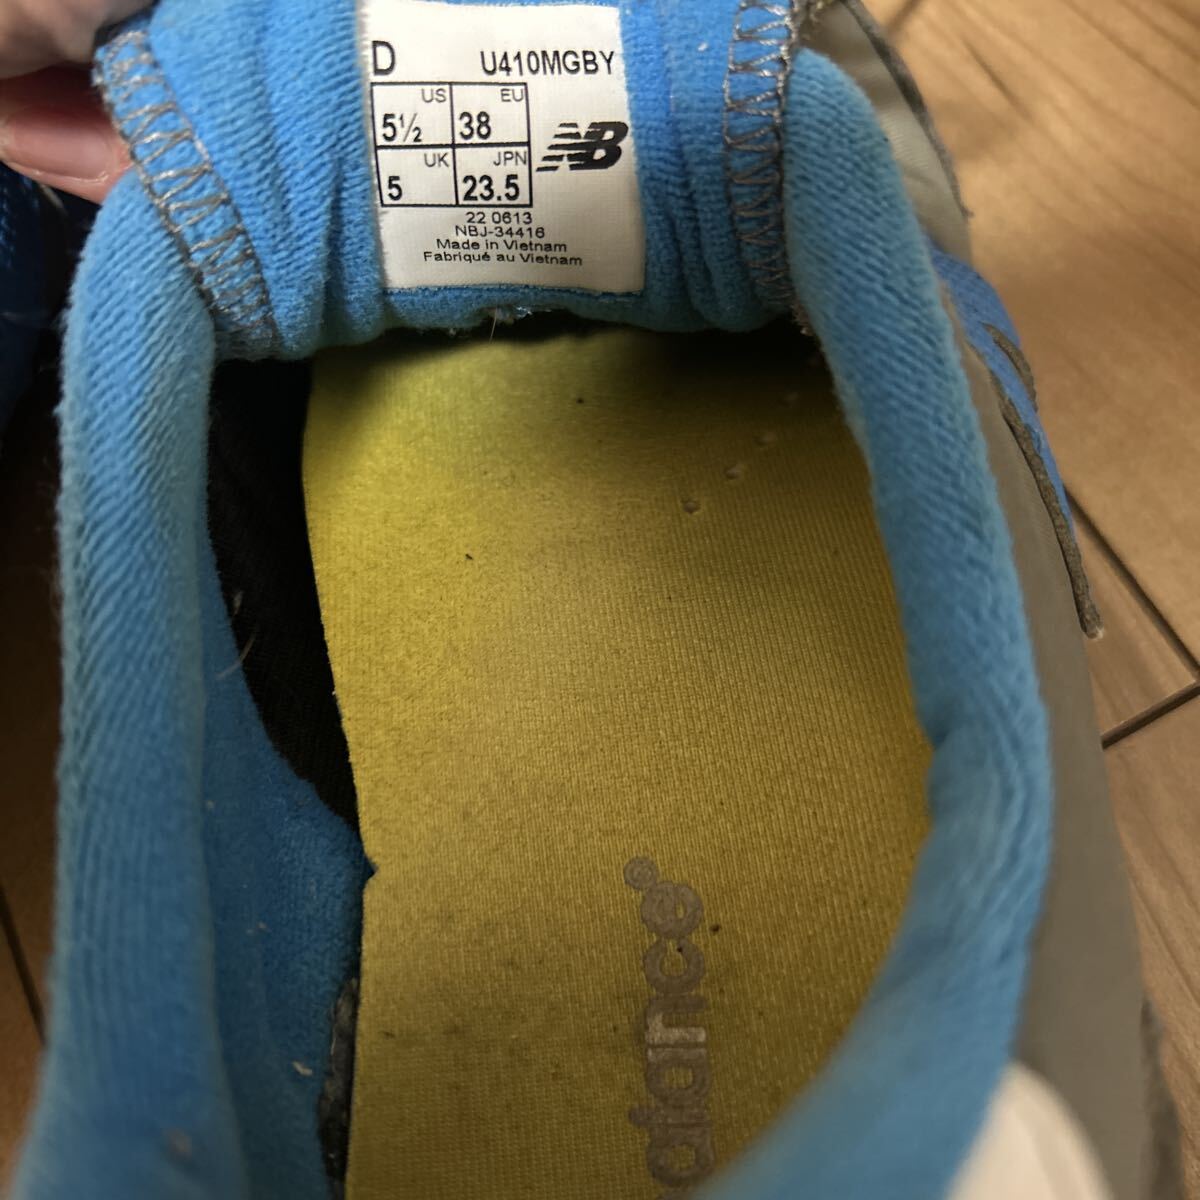 D U410MGBY
US 5½ EU 38
UK 5 JPN 23.5
NB
22 0613
NBJ-34416
Made in Vietnam
Fabriqué au Vietnam
balance®